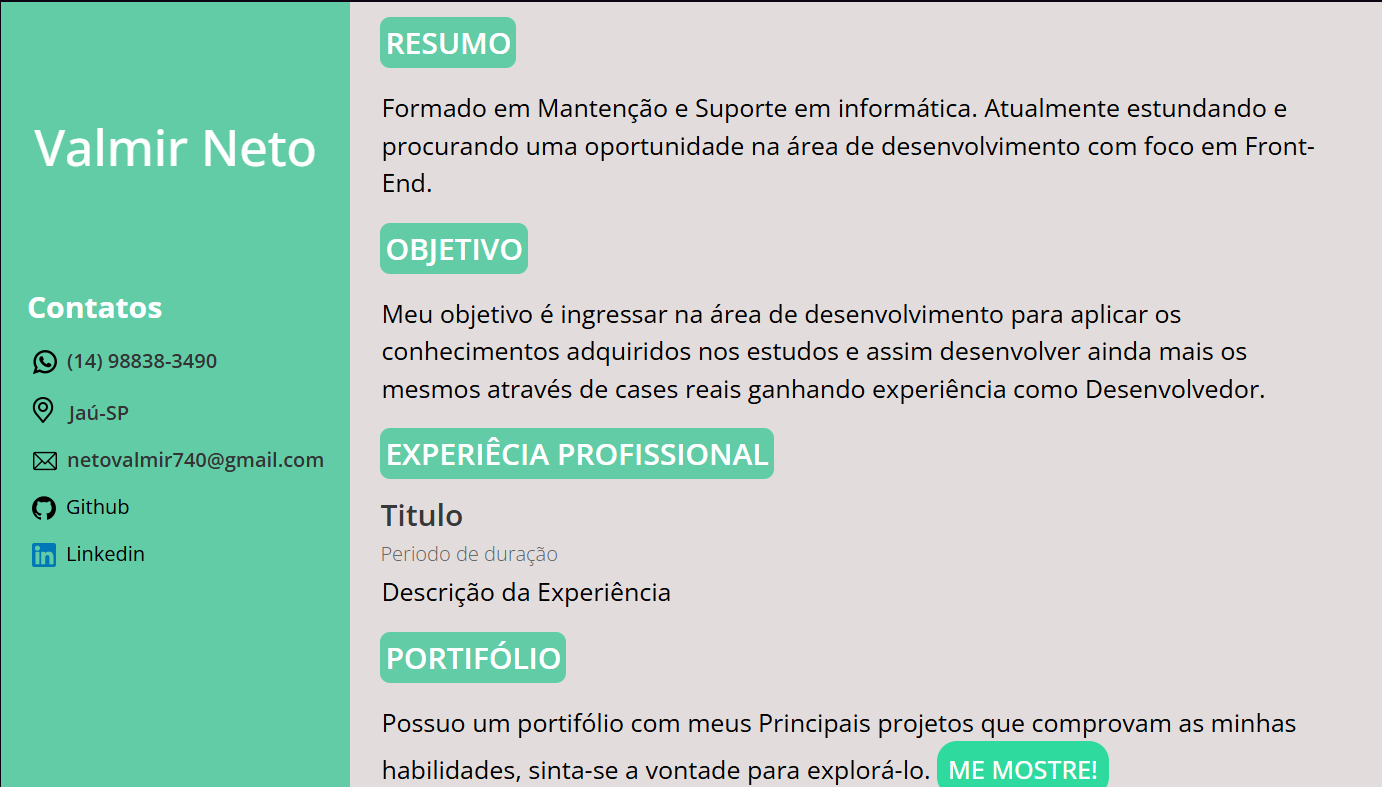 Valmir Neto
Contatos
(14) 98838-3490
Jaú-SP
netovalmir740@gmail.com
Github
Linkedin
RESUMO
Formado em Mantenção e Suporte em informática. Atualmente estundando e
procurando uma oportunidade na área de desenvolvimento com foco em Front-
End.
OBJETIVO
Meu objetivo é ingressar na área de desenvolvimento para aplicar os
conhecimentos adquiridos nos estudos e assim desenvolver ainda mais os
mesmos através de cases reais ganhando experiência como Desenvolvedor.
EXPERIÊCIA PROFISSIONAL
Titulo
Periodo de duração
Descrição da Experiência
PORTIFÓLIO
Possuo um portifólio com meus Principais projetos que comprovam as minhas
habilidades, sinta-se a vontade para explorá-lo. ME MOSTRE!